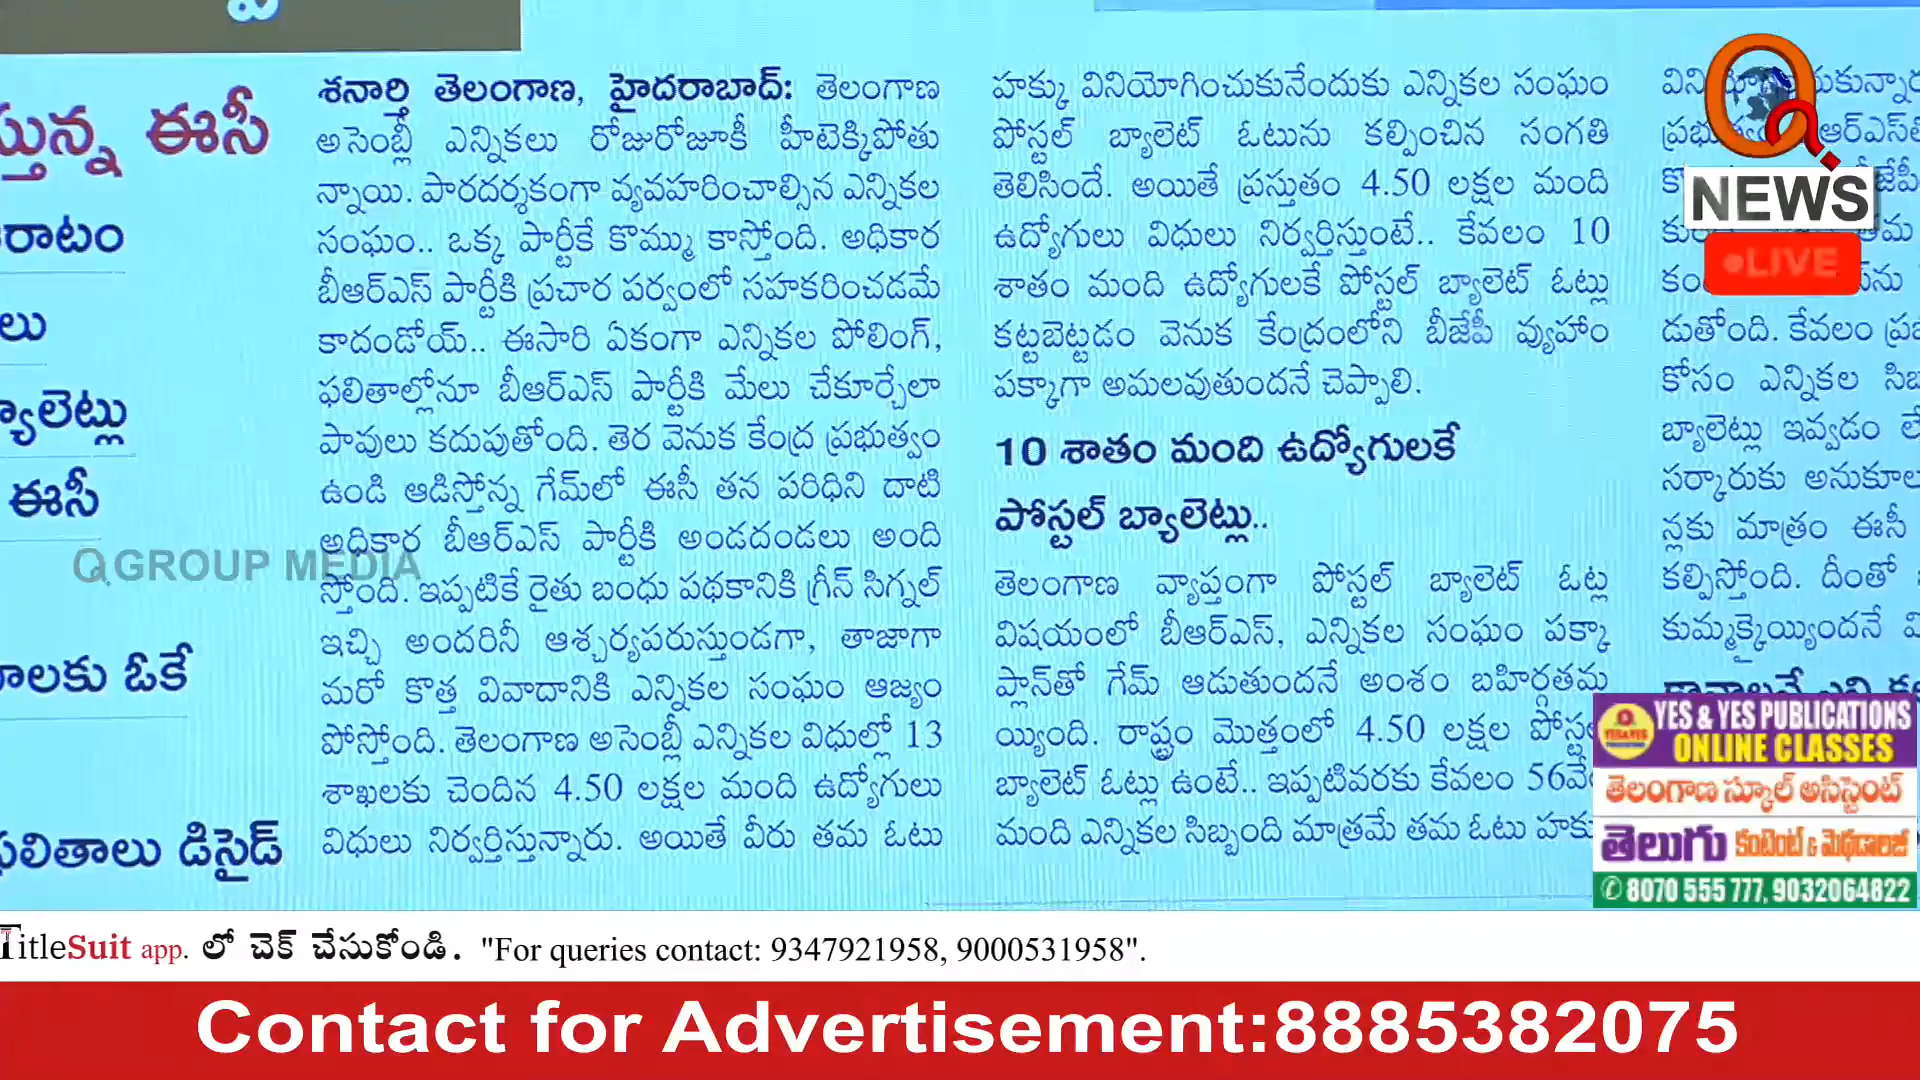 స్తున్న ఈసీ
రాటం
లు
బ్యాలెట్లు
ఈసీ
ాలకు ఓకే
ఫలితాలు డిసైడ్
శనార్తి తెలంగాణ, హైదరాబాద్: తెలంగాణ
అసెంబ్లీ ఎన్నికలు రోజురోజూకీ హీటెక్కిపోతు
న్నాయి. పారదర్శకంగా వ్యవహరించాల్సిన ఎన్నికల
సంఘం.. ఒక్క పార్టీకే కొమ్ము కాస్తోంది. అధికార
బీఆర్ఎస్ పార్టీకి ప్రచార పర్వంలో సహకరించడమే
కాదండోయ్.. ఈసారి ఏకంగా ఎన్నికల పోలింగ్,
ఫలితాల్లోనూ బీఆర్ఎస్ పార్టీకి మేలు చేకూర్చేలా
పావులు కదుపుతోంది. తెర వెనుక కేంద్ర ప్రభుత్వం
ఉండి ఆడిస్తోన్న గేమ్‌లో ఈసీ తన పరిధిని దాటి
అధికార బీఆర్ఎస్ పార్టీకి అండదండలు అంది
స్తోంది. ఇప్పటికే రైతు బంధు పథకానికి గ్రీన్ సిగ్నల్
ఇచ్చి అందరినీ ఆశ్చర్యపరుస్తుండగా, తాజాగా
మరో కొత్త వివాదానికి ఎన్నికల సంఘం ఆజ్యం
పోస్తోంది. తెలంగాణ అసెంబ్లీ ఎన్నికల విధుల్లో 13
శాఖలకు చెందిన 4.50 లక్షల మంది ఉద్యోగులు
విధులు నిర్వర్తిస్తున్నారు. అయితే వీరు తమ ఓటు
హక్కు వినియోగించుకునేందుకు ఎన్నికల సంఘం
పోస్టల్ బ్యాలెట్ ఓటును కల్పించిన సంగతి
తెలిసిందే. అయితే ప్రస్తుతం 4.50 లక్షల మంది
ఉద్యోగులు విధులు నిర్వర్తిస్తుంటే.. కేవలం 10
శాతం మంది ఉద్యోగులకే పోస్టల్ బ్యాలెట్ ఓట్లు
కట్టబెట్టడం వెనుక కేంద్రంలోని బీజేపీ వ్యుహాం
పక్కాగా అమలవుతుందనే చెప్పాలి.
10 శాతం మంది ఉద్యోగులకే
పోస్టల్ బ్యాలెట్లు..
తెలంగాణ వ్యాప్తంగా పోస్టల్ బ్యాలెట్ ఓట్ల
విషయంలో బీఆర్ఎస్, ఎన్నికల సంఘం పక్కా
ప్లాన్‌తో గేమ్ ఆడుతుందనే అంశం బహిర్గతమ
య్యింది. రాష్ట్రం మొత్తంలో 4.50 లక్షల పోస్టల్
బ్యాలెట్ ఓట్లు ఉంటే.. ఇప్పటివరకు కేవలం 56వేల
మంది ఎన్నికల సిబ్బంది మాత్రమే తమ ఓటు హక్కు
డుతోంది. కేవలం
కోసం ఎన్నికల
బ్యాలెట్లు ఇవ్వడం
సర్కారుకు
న్లకు మాత్రం ఈసీ
కల్పిస్తోంది. దీంతో
కుమ్మక్కైయ్యిందనే
Q GROUP MEDIA
Q
NEWS
LIVE
YES & YES PUBLICATIONS
ONLINE CLASSES
తెలంగాణ స్కూల్ అసిస్టెంట్
తెలుగు కంటెంట్ & మెథడాలజీ
8070 555 777, 9032064822
TitleSuit app. లో చెక్ చేసుకోండి. "For queries contact: 9347921958, 9000531958".
Contact for Advertisement:8885382075